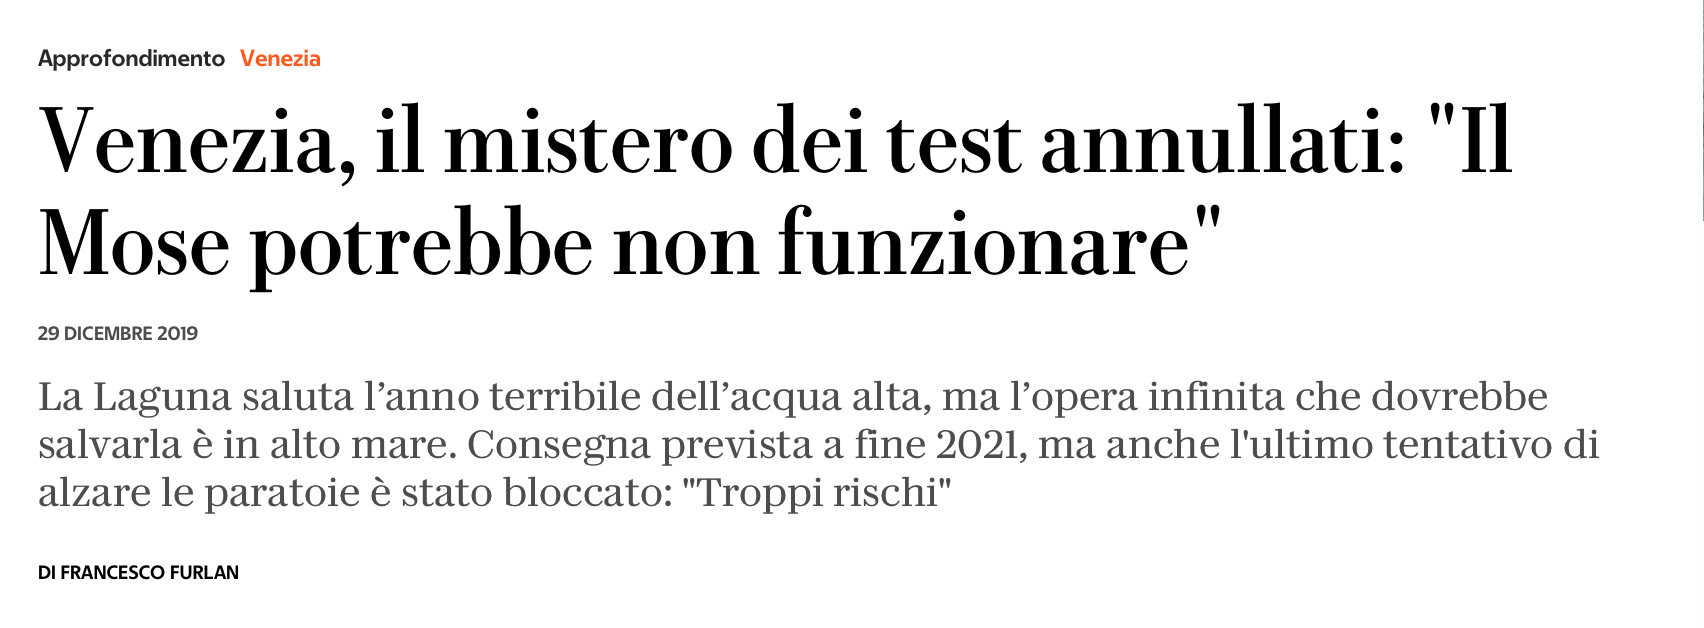 Approfondimento Venezia
Venezia, il mistero dei test annullati: "Il
Mose potrebbe non funzionare"
29 DICEMBRE 2019
La Laguna saluta l’anno terribile dell’acqua alta, ma l’opera infinita che dovrebbe
salvarla è in alto mare. Consegna prevista a fine 2021, ma anche l'ultimo tentativo di
alzare le paratoie è stato bloccato: "Troppi rischi"
DI FRANCESCO FURLAN